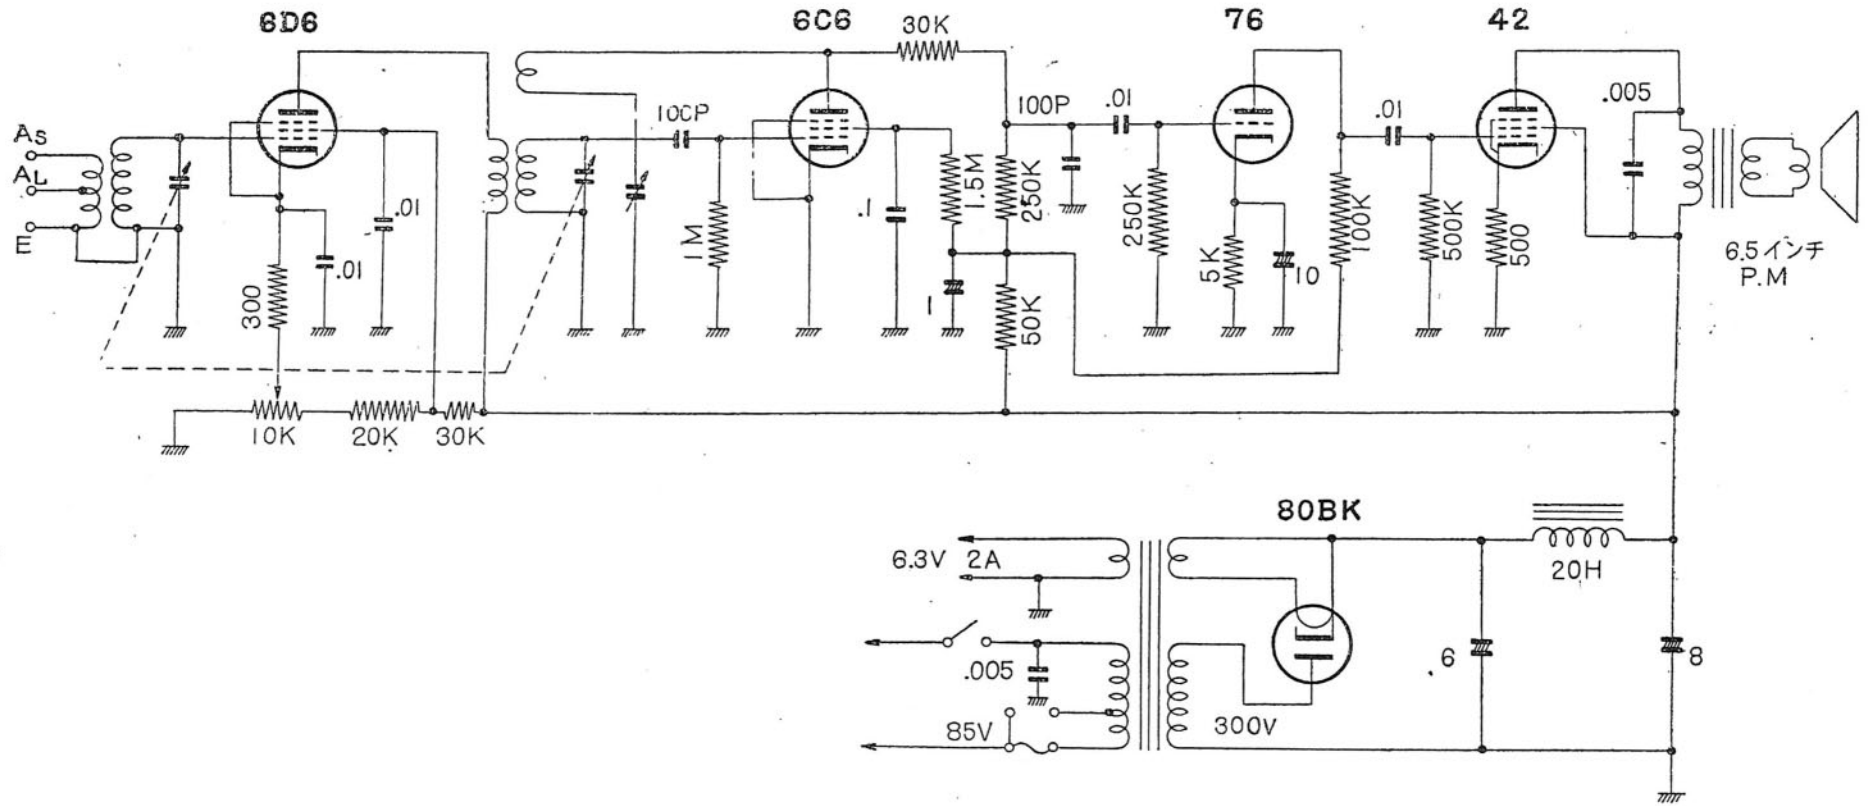 6D6
6C6
76
42
30K
As
AL
E
.01
.01
300
10K
20K
30K
100P
1M
.1
1.5M
250K
1
50K
100P
.01
250K
5K
10
100K
.01
500K
500
.005
6.5インチ
P.M
80BK
6.3V 2A
.005
85V
300V
20H
6
8